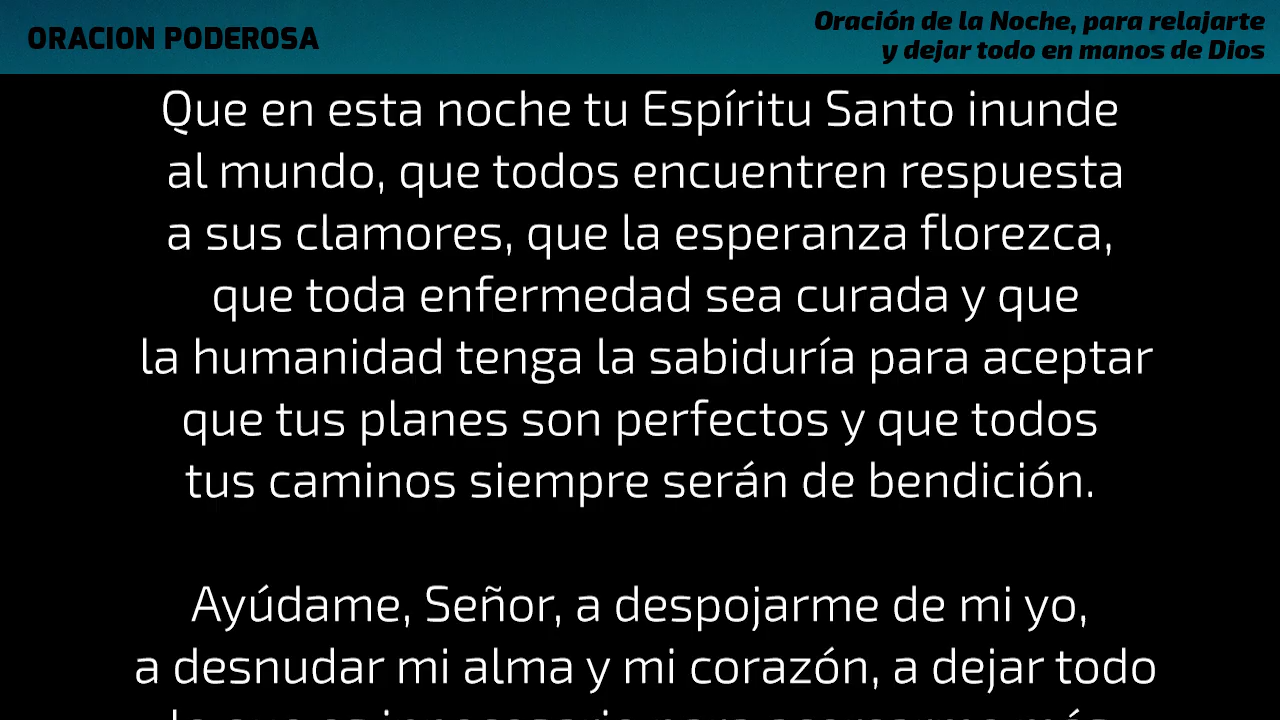 ORACION PODEROSA
Oración de la Noche, para relajarte
y dejar todo en manos de Dios
Que en esta noche tu Espíritu Santo inunde
al mundo, que todos encuentren respuesta
a sus clamores, que la esperanza florezca,
que toda enfermedad sea curada y que
la humanidad tenga la sabiduría para aceptar
que tus planes son perfectos y que todos
tus caminos siempre serán de bendición.
Ayúdame, Señor, a despojarme de mi yo,
a desnudar mi alma y mi corazón, a dejar todo